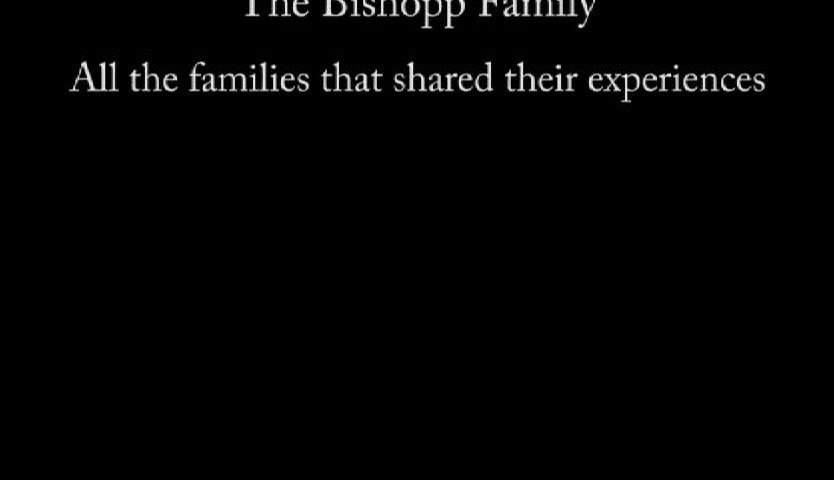 The Bishopp Family
All the families that shared their experiences